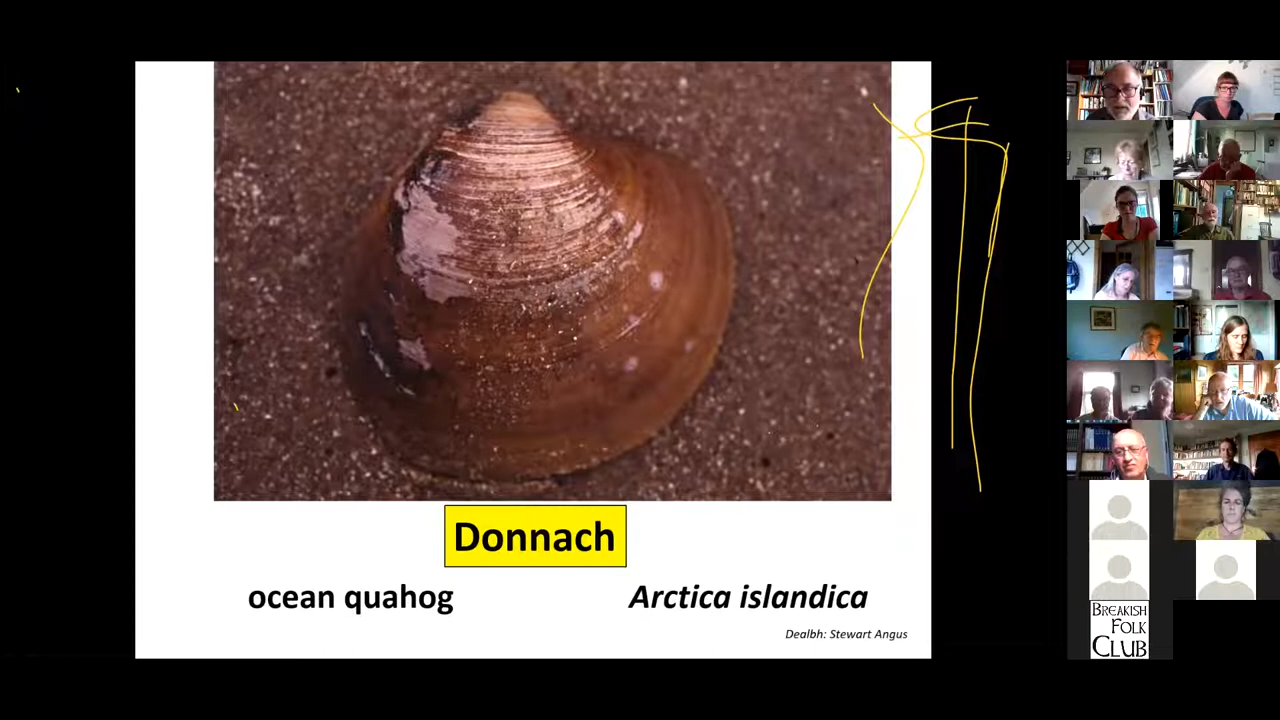 Donnach
ocean quahog
Arctica islandica
Dealbh: Stewart Angus
BREAKISH
FOLK
CLUB